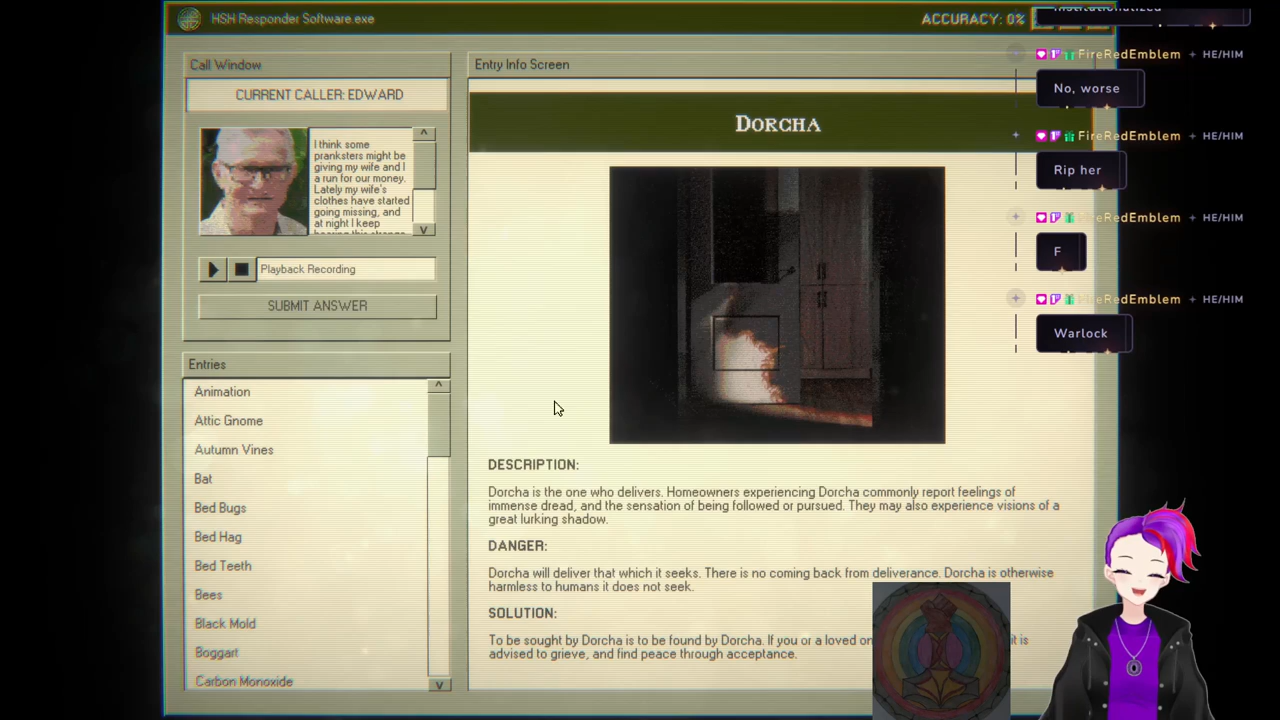 HSH Responder Software.exe
ACCURACY: 0%
Call Window
CURRENT CALLER: EDWARD
I think some
pranksters might be
giving my wife and I
a run for our money.
Lately my wife's
clothes have started
going missing, and
at night I keep
hearing this strange
Playback Recording
SUBMIT ANSWER
Entries
Animation
Attic Gnome
Autumn Vines
Bat
Bed Bugs
Bed Hag
Bed Teeth
Bees
Black Mold
Boggart
Carbon Monoxide
Entry Info Screen
DORCHA
DESCRIPTION:
Dorcha is the one who delivers. Homeowners experiencing Dorcha commonly report feelings of
immense dread, and the sensation of being followed or pursued. They may also experience visions of a
great lurking shadow.
DANGER:
Dorcha will deliver that which it seeks. There is no coming back from deliverance. Dorcha is otherwise
harmless to humans it does not seek.
SOLUTION:
To be sought by Dorcha is to be found by Dorcha. If you or a loved on it is
advised to grieve, and find peace through acceptance.
Institutionalized
FireRedEmblem HE/HIM
No, worse
FireRedEmblem HE/HIM
Rip her
FireRedEmblem HE/HIM
F
FireRedEmblem HE/HIM
Warlock